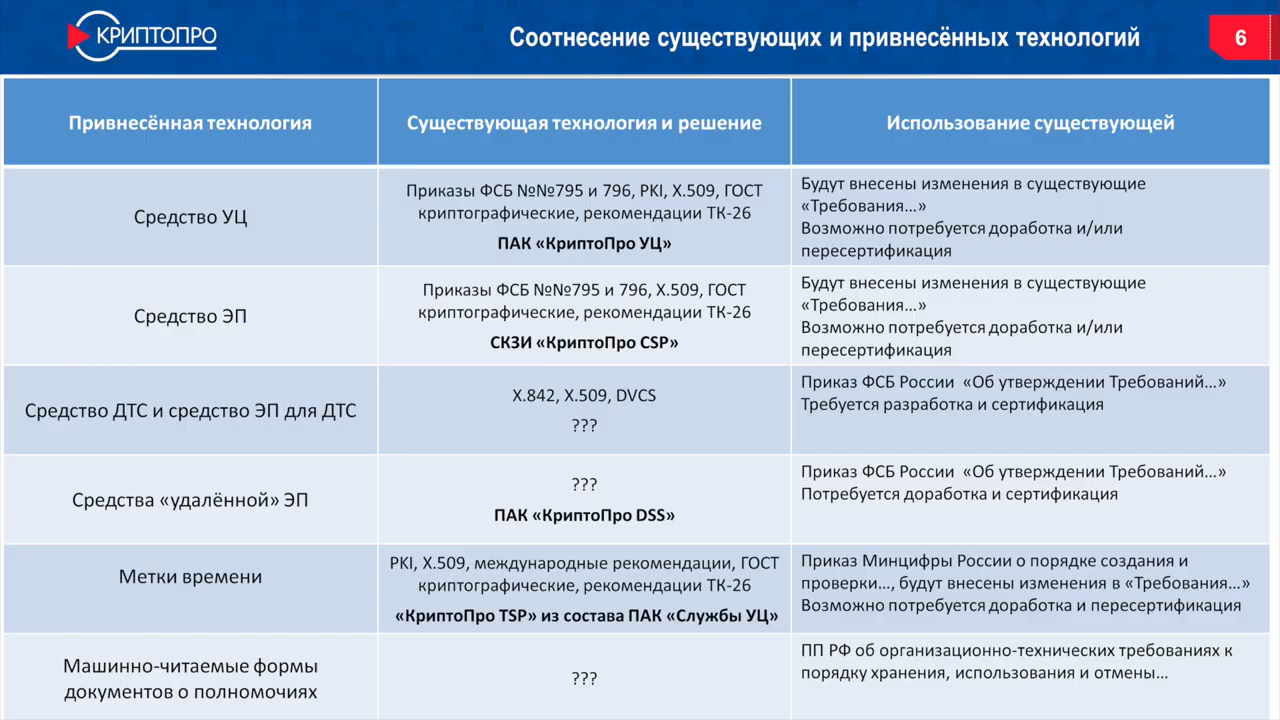 КРИПТОПРО
Соотнесение существующих и привнесённых технологий
6
Привнесённая технология
Существующая технология и решение
Использование существующей
Средство УЦ
Приказы ФСБ №№795 и 796, PKI, X.509, ГОСТ
криптографические, рекомендации ТК-26
ПАК «КриптоПро УЦ»
Будут внесены изменения в существующие
«Требования…»
Возможно потребуется доработка и/или
пересертификация
Средство ЭП
Приказы ФСБ №№795 и 796, X.509, ГОСТ
криптографические, рекомендации ТК-26
СКЗИ «КриптоПро CSP»
Будут внесены изменения в существующие
«Требования…»
Возможно потребуется доработка и/или
пересертификация
Средство ДТС и средство ЭП для ДТС
X.842, X.509, DVCS
???
Приказ ФСБ России «Об утверждении Требований…»
Требуется разработка и сертификация
Средства «удалённой» ЭП
???
ПАК «КриптоПро DSS»
Приказ ФСБ России «Об утверждении Требований…»
Потребуется доработка и сертификация
Метки времени
PKI, X.509, международные рекомендации, ГОСТ
криптографические, рекомендации ТК-26
«КриптоПро TSP» из состава ПАК «Службы УЦ»
Приказ Минцифры России о порядке создания и
проверки…, будут внесены изменения в «Требования…»
Возможно потребуется доработка и пересертификация
Машинно-читаемые формы
документов о полномочиях
???
ПП РФ об организационно-технических требованиях к
порядку хранения, использования и отмены…